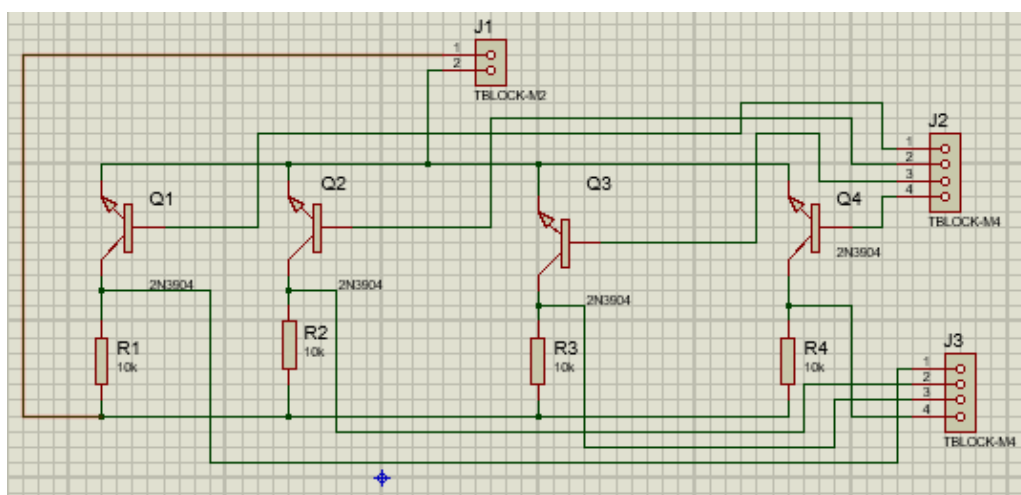 J1
1
2
TBLOCK-M2
J2
1
2
3
4
TBLOCK-M4
Q1
Q2
Q3
Q4
2N3904
2N3904
2N3904
2N3904
R1
10k
R2
10k
R3
10k
R4
10k
J3
1
2
3
4
TBLOCK-M4